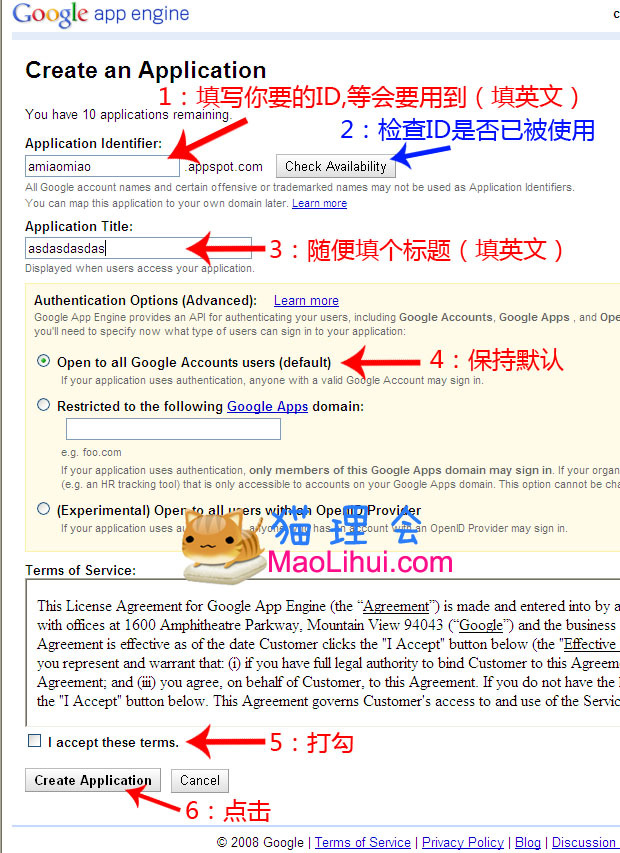 Google app engine
Create an Application
1：填写你要的ID,等会要用到（填英文）
You have 10 applications remaining.
2：检查ID是否已被使用
Application Identifier:
amiaomiao .appspot.com Check Availability
All Google account names and certain offensive or trademarked names may not be used as Application Identifiers.
You can map this application to your own domain later. Learn more
Application Title:
asdasdasdas
3：随便填个标题（填英文）
Displayed when users access your application.
Authentication Options (Advanced): Learn more
Google App Engine provides an API for authenticating your users, including Google Accounts, Google Apps , and Ope
you'll need to specify now what type of users can sign in to your application:
Open to all Google Accounts users (default)
4：保持默认
If your application uses authentication, anyone with a valid Google Account may sign in.
Restricted to the following Google Apps domain:
e.g. foo.com
If your application uses authentication, only members of this Google Apps domain may sign in. If your organ
(e.g. an HR tracking tool) that is only accessible to accounts on your Google Apps domain. This option cannot be cha
(Experimental) Open to all users with an OpenID Provider
If your application uses au anyone who has an account with an OpenID Provider may sign in.
猫理会
MaoLihui.com
Terms of Service:
This License Agreement for Google App Engine (the “Agreement”) is made and entered into by a
with offices at 1600 Amphitheatre Parkway, Mountain View 94043 (“Google”) and the business
Agreement is effective as of the date Customer clicks the "I Accept" button below (the "Effective
you represent and warrant that: (i) if you have full legal authority to bind Customer to this Agreem
Agreement; and (iii) you agree, on behalf of Customer, to this Agreement. If you do not have the l
the "I Accept" button below. This Agreement governs Customer's access to and use of the Servic
I accept these terms.
5：打勾
Create Application Cancel
6：点击
© 2008 Google | Terms of Service | Privacy Policy | Blog | Discussion